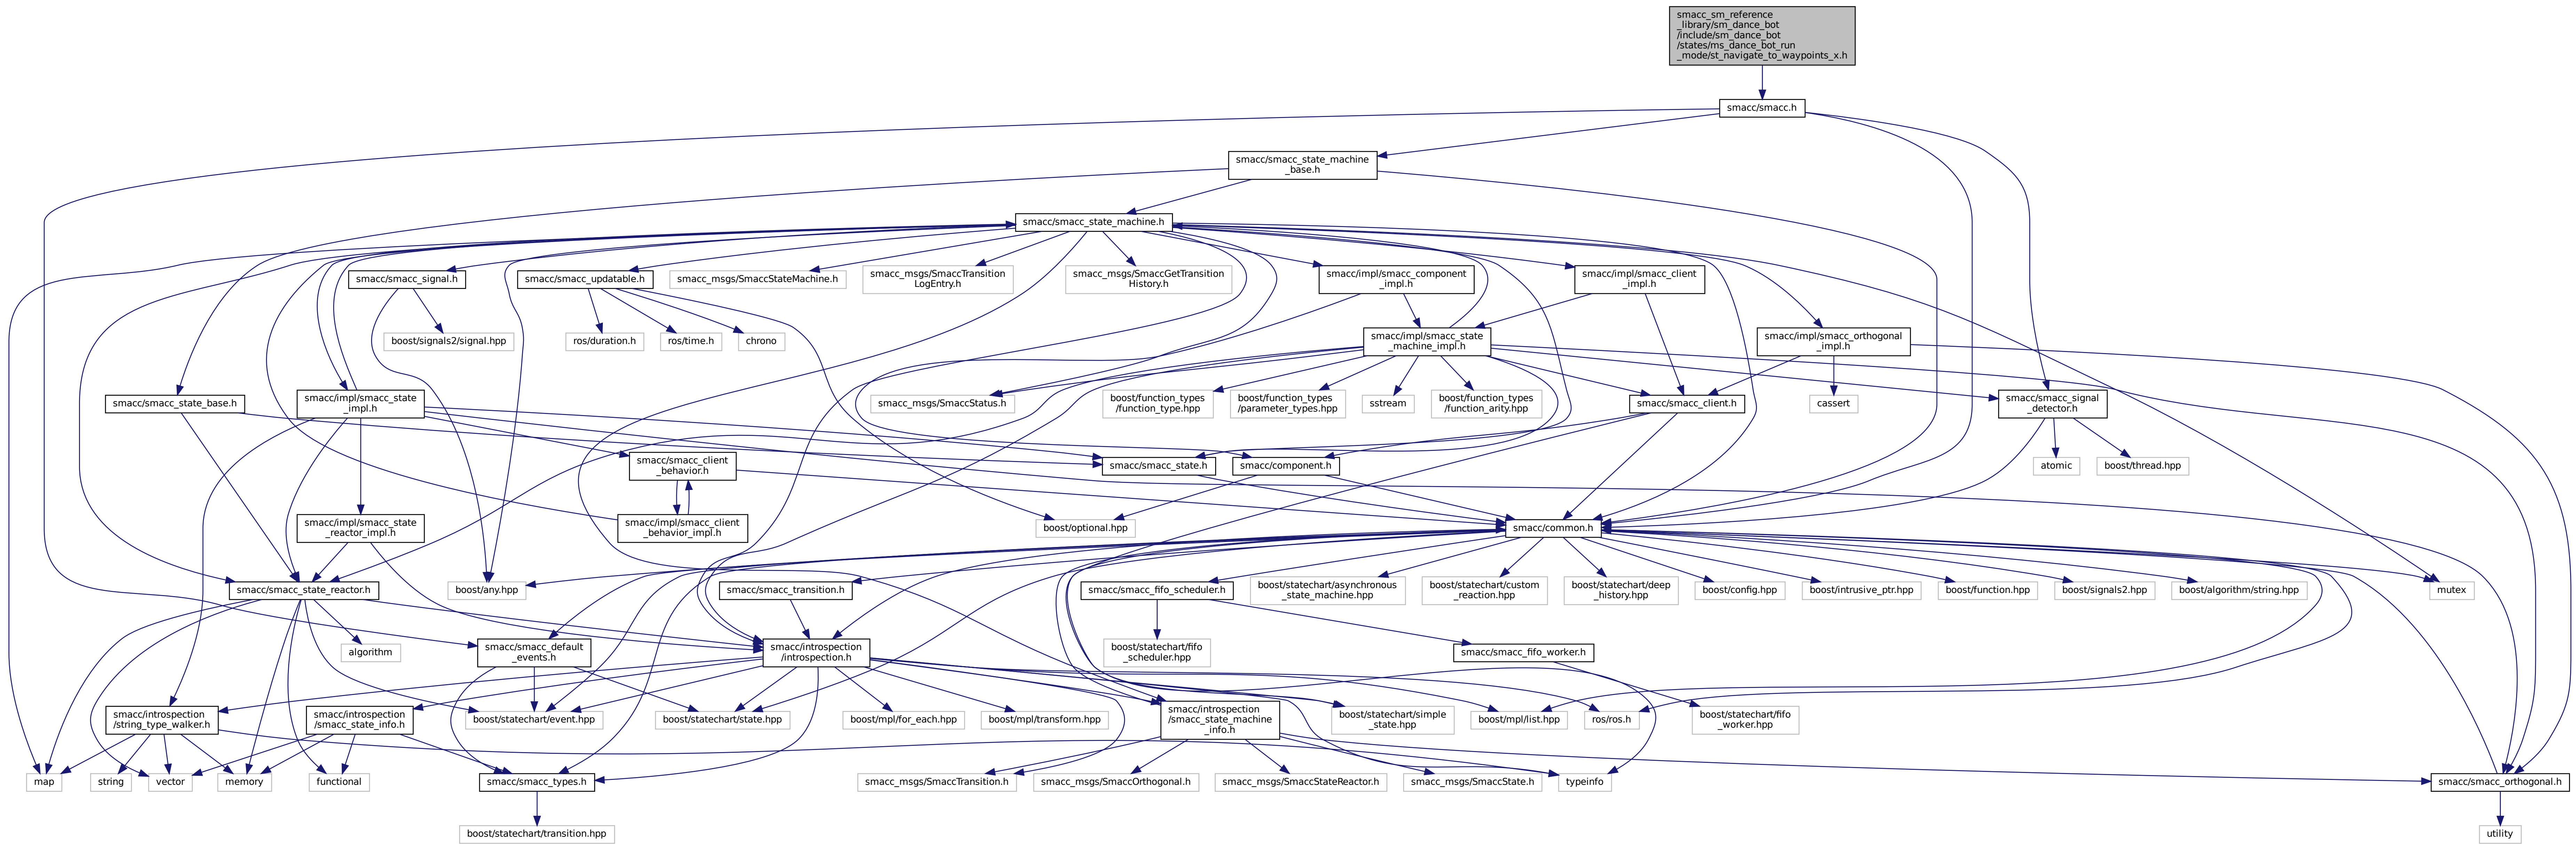 smacc_sm_reference
_library/sm_dance_bot
/include/sm_dance_bot
/states/ms_dance_bot_run
_mode/st_navigate_to_waypoints_x.h
smacc/smacc.h
smacc/smacc_state_machine
_base.h
smacc/smacc_state_machine.h
smacc/smacc_signal.h
smacc/smacc_updatable.h
smacc_msgs/SmaccStateMachine.h
smacc_msgs/SmaccTransition
LogEntry.h
smacc_msgs/SmaccGetTransition
History.h
smacc/impl/smacc_component
_impl.h
smacc/impl/smacc_client
_impl.h
boost/signals2/signal.hpp
ros/duration.h
ros/time.h
chrono
smacc/impl/smacc_state
_machine_impl.h
smacc/impl/smacc_orthogonal
_impl.h
smacc/smacc_state_base.h
smacc/impl/smacc_state
_impl.h
smacc_msgs/SmaccStatus.h
boost/function_types
/function_type.hpp
boost/function_types
/parameter_types.hpp
sstream
boost/function_types
/function_arity.hpp
smacc/smacc_client.h
cassert
smacc/smacc_signal
_detector.h
smacc/smacc_client
_behavior.h
smacc/smacc_state.h
smacc/component.h
atomic
boost/thread.hpp
smacc/impl/smacc_state
_reactor_impl.h
smacc/impl/smacc_client
_behavior_impl.h
boost/optional.hpp
smacc/common.h
smacc/smacc_state_reactor.h
boost/any.hpp
smacc/smacc_transition.h
smacc/smacc_fifo_scheduler.h
boost/statechart/asynchronous
_state_machine.hpp
boost/statechart/custom
_reaction.hpp
boost/statechart/deep
_history.hpp
boost/config.hpp
boost/intrusive_ptr.hpp
boost/function.hpp
boost/signals2.hpp
boost/algorithm/string.hpp
mutex
algorithm
smacc/smacc_default
_events.h
smacc/introspection
/introspection.h
boost/statechart/fifo
_scheduler.hpp
smacc/smacc_fifo_worker.h
smacc/introspection
/string_type_walker.h
smacc/introspection
/smacc_state_info.h
boost/statechart/event.hpp
boost/statechart/state.hpp
boost/mpl/for_each.hpp
boost/mpl/transform.hpp
smacc/introspection
/smacc_state_machine
_info.h
boost/statechart/simple
_state.hpp
boost/mpl/list.hpp
ros/ros.h
boost/statechart/fifo
_worker.hpp
map
string
vector
memory
functional
smacc/smacc_types.h
smacc_msgs/SmaccTransition.h
smacc_msgs/SmaccOrthogonal.h
smacc_msgs/SmaccStateReactor.h
smacc_msgs/SmaccState.h
typeinfo
smacc/smacc_orthogonal.h
boost/statechart/transition.hpp
utility